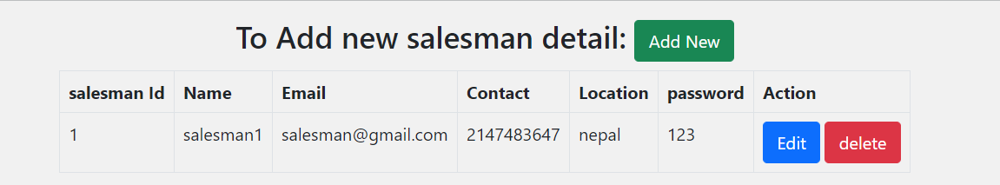 To Add new salesman detail: Add New
salesman Id Name Email Contact Location password Action
1 salesman1 salesman@gmail.com 2147483647 nepal 123 Edit delete